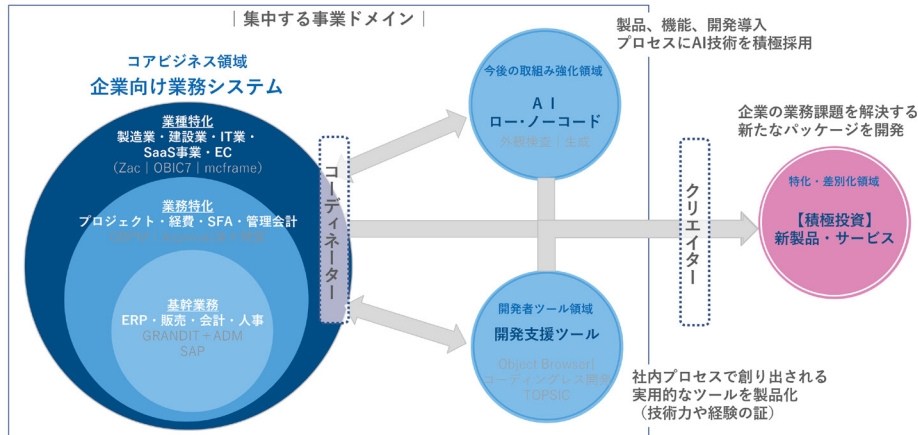 ｜集中する事業ドメイン｜
コアビジネス領域
企業向け業務システム
業種特化
製造業・建設業・IT業・
SaaS事業・EC
（Zac｜OBIC7｜mcframe）
業務特化
プロジェクト・経費・SFA・管理会計
基幹業務
ERP・販売・会計・人事
GRANDIT＋ADM
SAP
コーディネーター
今後の取組み強化領域
ＡＩ
ロー・ノーコード
外観検査｜生成
開発者ツール領域
開発支援ツール
Object Browser|
コーディングレス開発
TOPSIC
製品、機能、開発導入
プロセスにAI技術を積極採用
クリエイター
企業の業務課題を解決する
新たなパッケージを開発
特化・差別化領域
【積極投資】
新製品・サービス
社内プロセスで創り出される
実用的なツールを製品化
（技術力や経験の証）